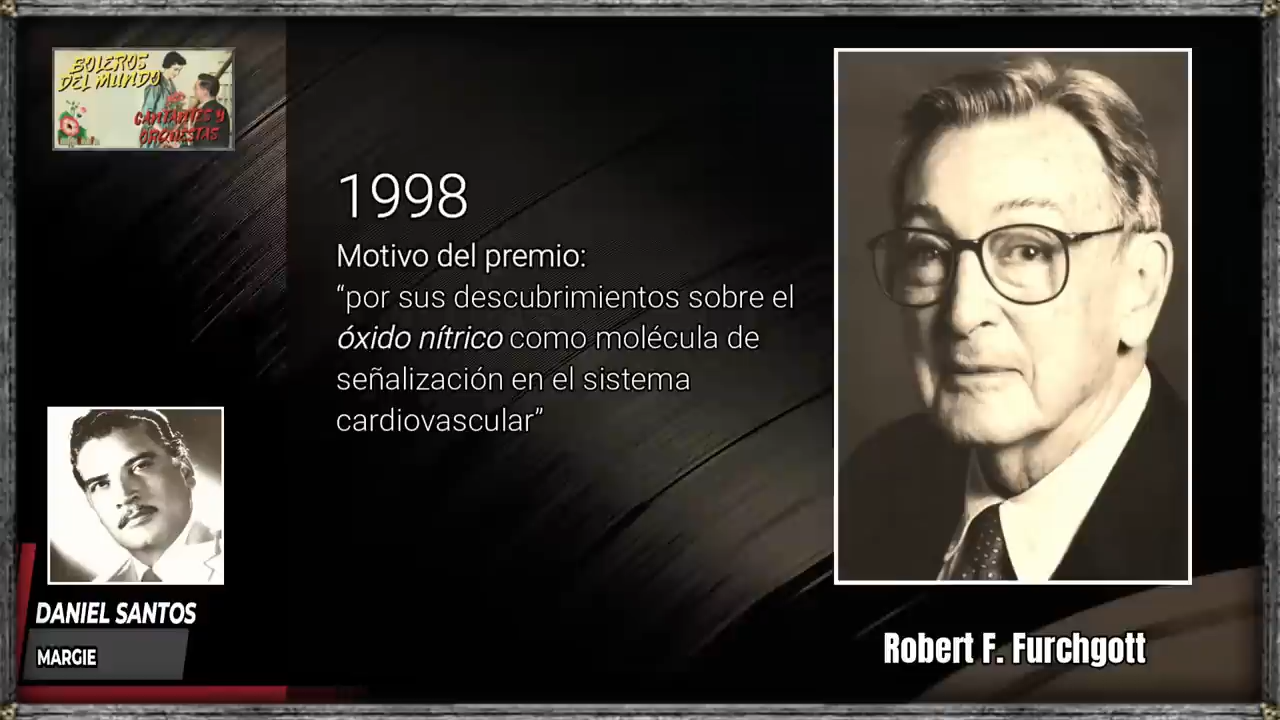 BOLEROS
DEL MUNDO
CANTANTES Y
ORQUESTAS
1998
Motivo del premio:
“por sus descubrimientos sobre el
óxido nítrico como molécula de
señalización en el sistema
cardiovascular”
DANIEL SANTOS
MARGIE
Robert F. Furchgott